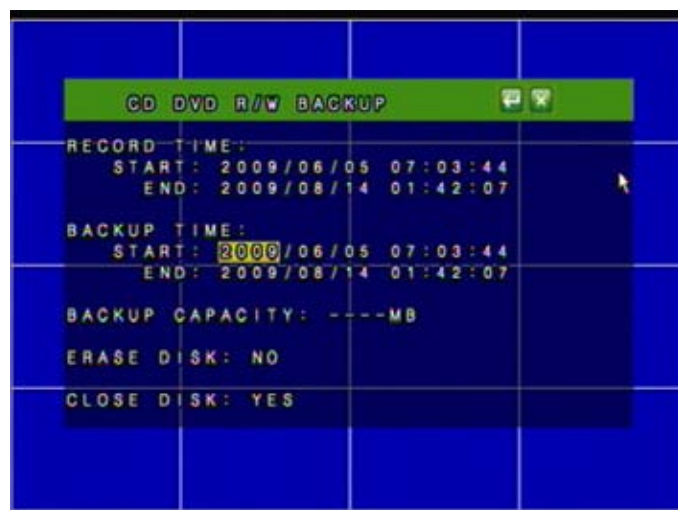 CD DVD R/W BACKUP
RECORD TIME:
START: 2009/06/05 07:03:44
END: 2009/08/14 01:42:07
BACKUP TIME:
START: 2009/06/05 07:03:44
END: 2009/08/14 01:42:07
BACKUP CAPACITY: ----MB
ERASE DISK: NO
CLOSE DISK: YES